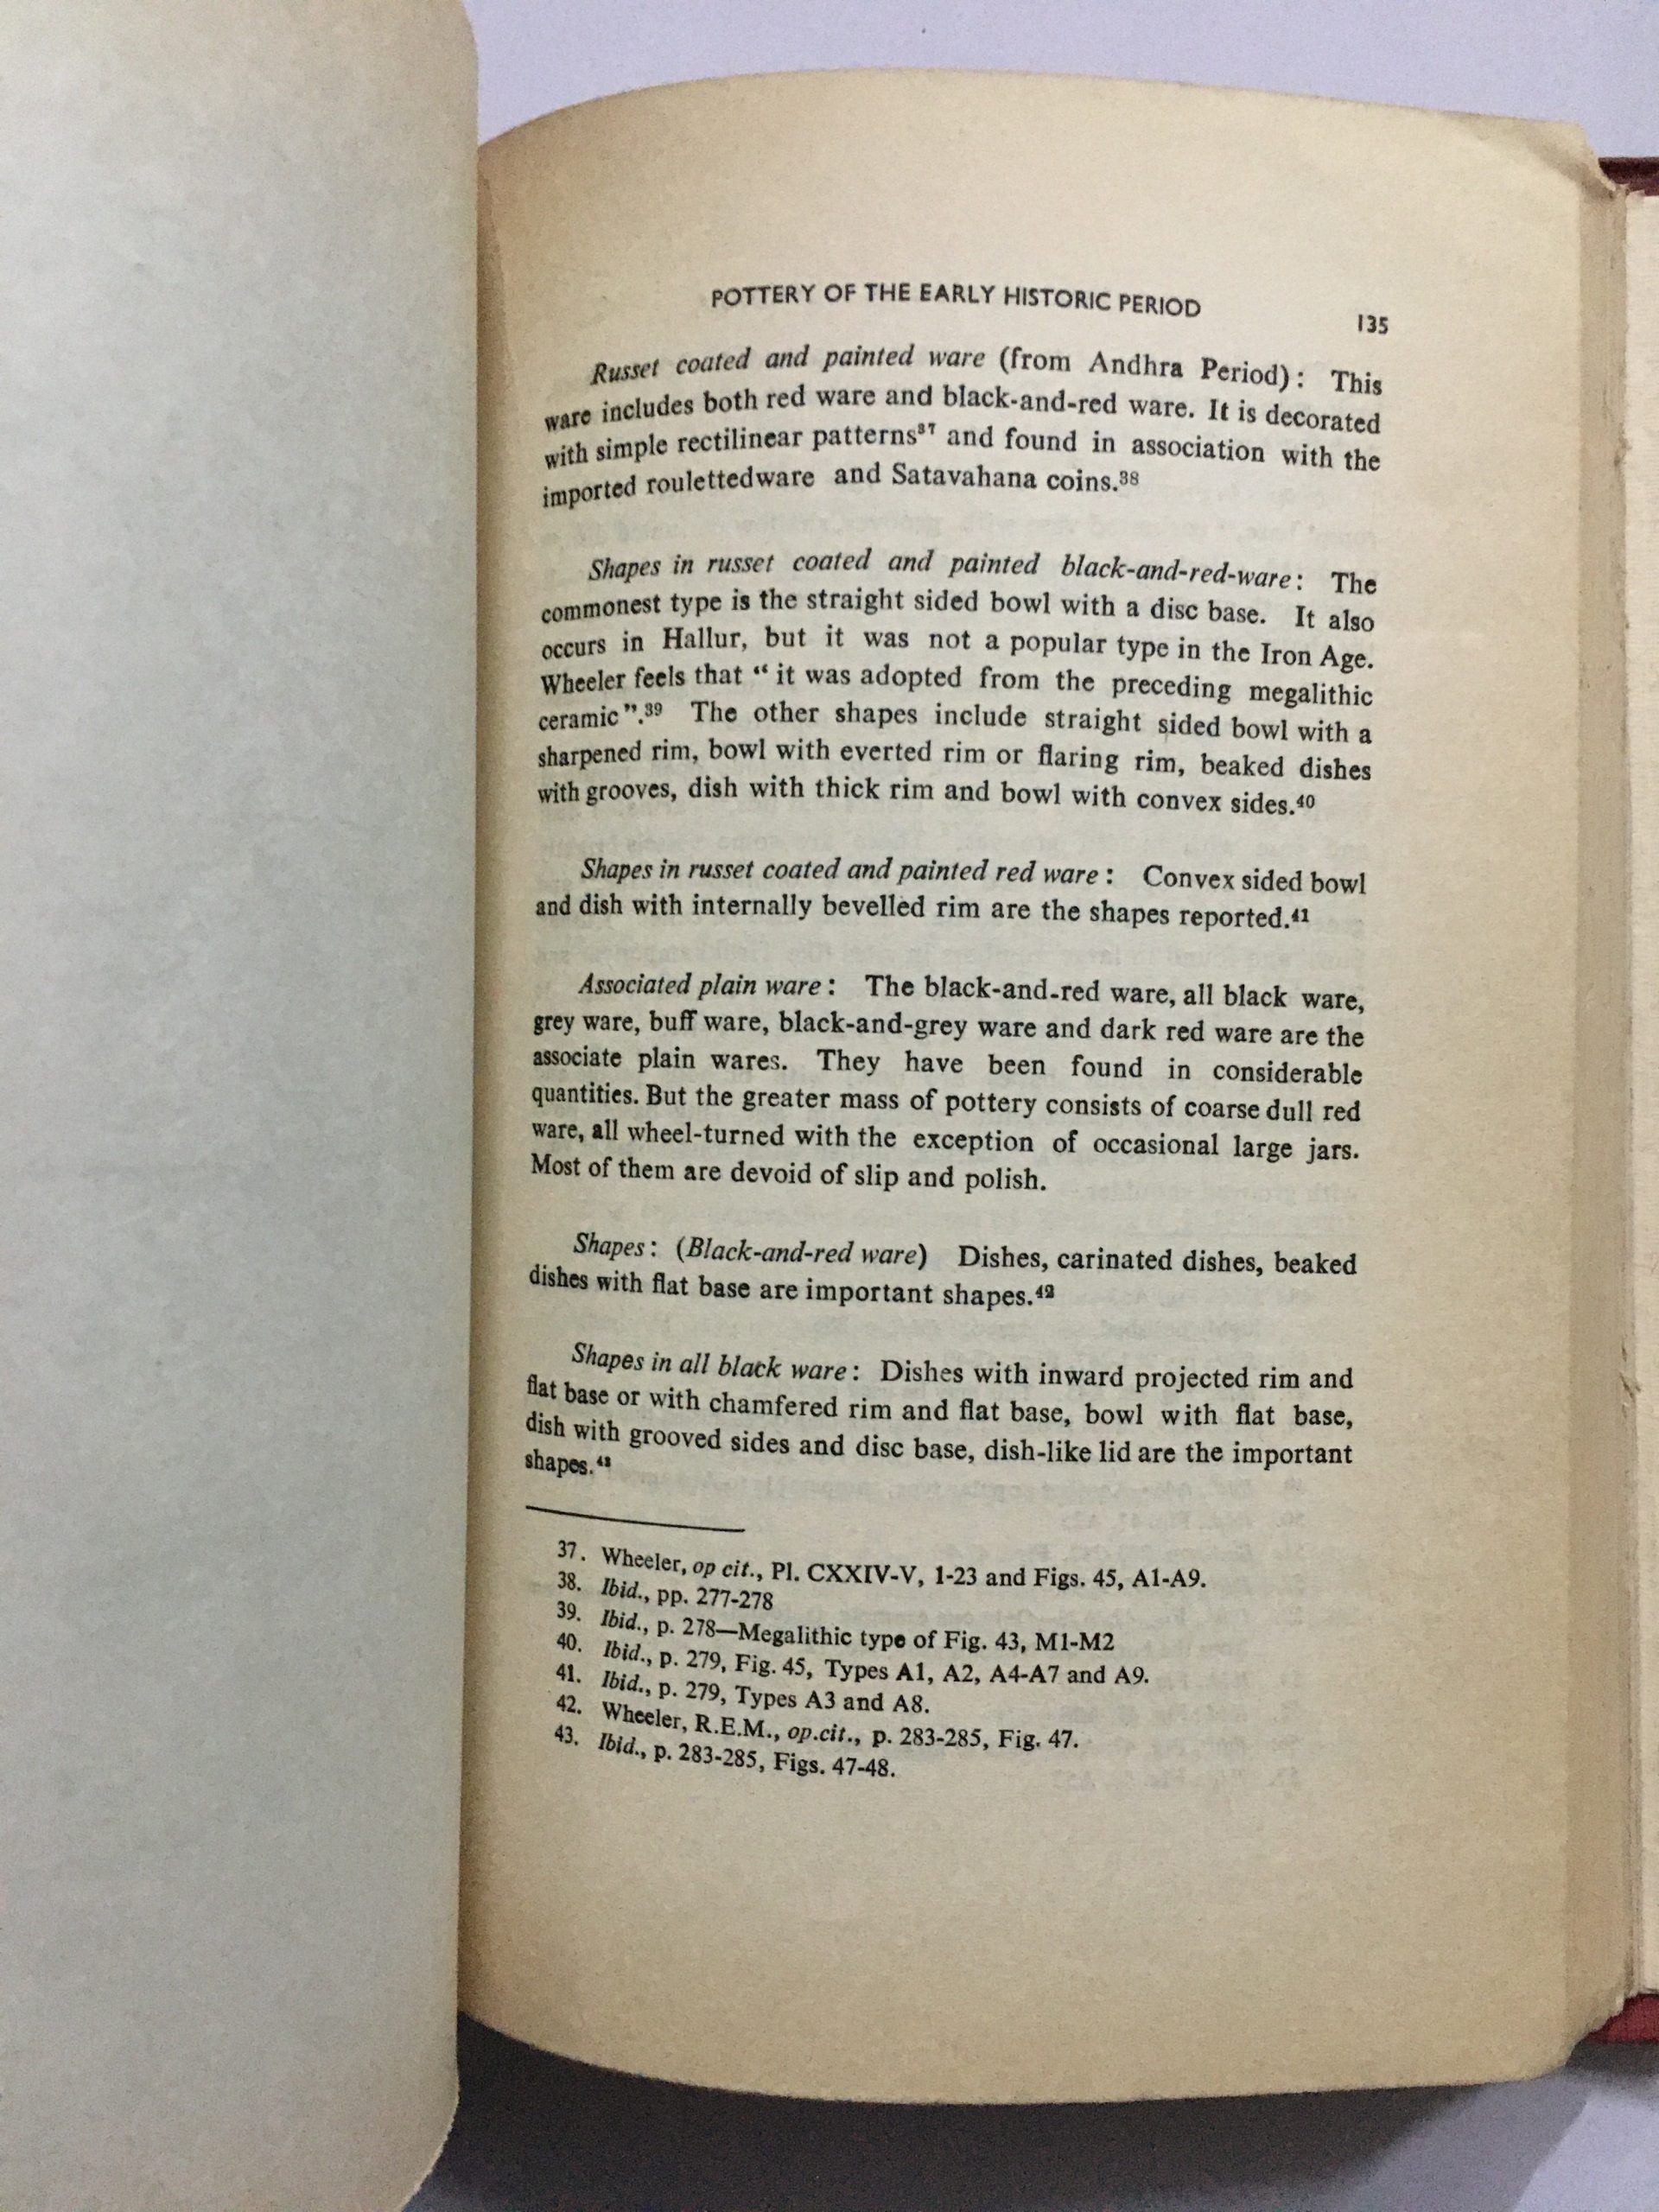 POTTERY OF THE EARLY HISTORIC PERIOD
135
Russet coated and painted ware (from Andhra Period) : This
ware includes both red ware and black-and-red ware. It is decorated
with simple rectilinear patterns³⁷ and found in association with the
imported roulettedware and Satavahana coins.³⁸
Shapes in russet coated and painted black-and-red-ware : The
commonest type is the straight sided bowl with a disc base. It also
occurs in Hallur, but it was not a popular type in the Iron Age.
Wheeler feels that “ it was adopted from the preceding megalithic
ceramic ”.³⁹ The other shapes include straight sided bowl with a
sharpened rim, bowl with everted rim or flaring rim, beaked dishes
with grooves, dish with thick rim and bowl with convex sides.⁴⁰
Shapes in russet coated and painted red ware : Convex sided bowl
and dish with internally bevelled rim are the shapes reported.⁴¹
Associated plain ware : The black-and-red ware, all black ware,
grey ware, buff ware, black-and-grey ware and dark red ware are the
associate plain wares. They have been found in considerable
quantities. But the greater mass of pottery consists of coarse dull red
ware, all wheel-turned with the exception of occasional large jars.
Most of them are devoid of slip and polish.
Shapes : (Black-and-red ware) Dishes, carinated dishes, beaked
dishes with flat base are important shapes.⁴²
Shapes in all black ware : Dishes with inward projected rim and
flat base or with chamfered rim and flat base, bowl with flat base,
dish with grooved sides and disc base, dish-like lid are the important
shapes.⁴³
37. Wheeler, op cit., Pl. CXXIV-V, 1-23 and Figs. 45, A1-A9.
38. Ibid., pp. 277-278
39. Ibid., p. 278—Megalithic type of Fig. 43, M1-M2
40. Ibid., p. 279, Fig. 45, Types A1, A2, A4-A7 and A9.
41. Ibid., p. 279, Types A3 and A8.
42. Wheeler, R.E.M., op.cit., p. 283-285, Fig. 47.
43. Ibid., p. 283-285, Figs. 47-48.